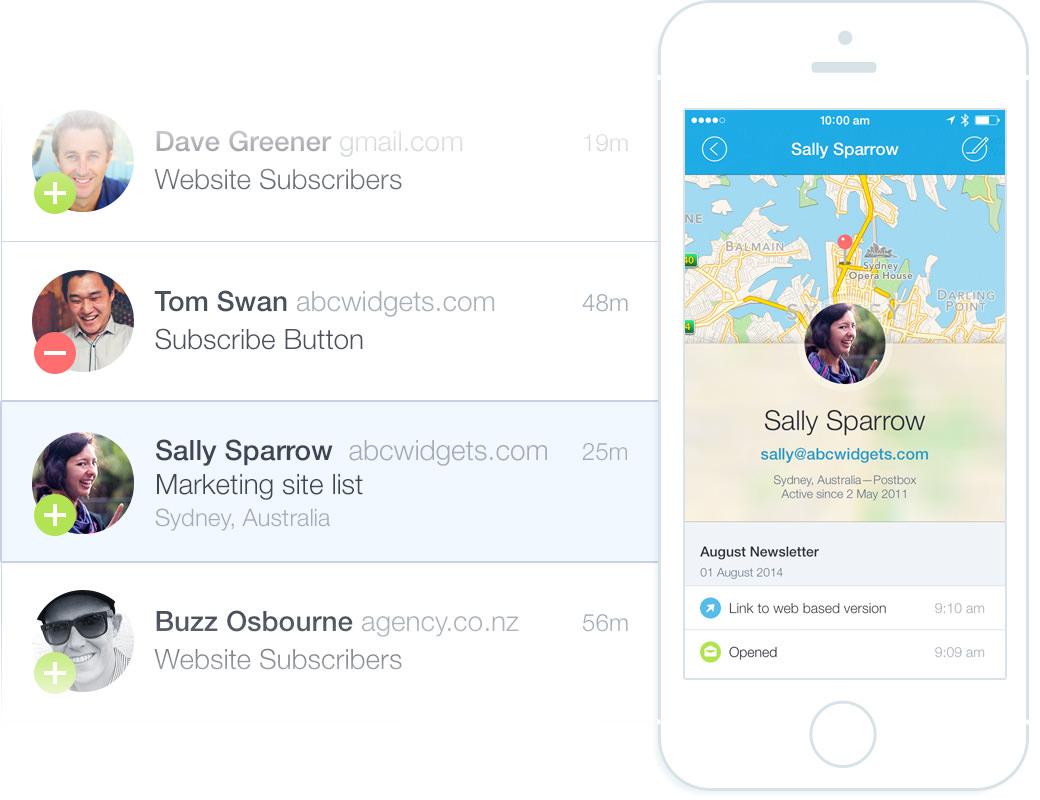 Dave Greener gmail.com 19m
Website Subscribers
Tom Swan abcwidgets.com 48m
Subscribe Button
Sally Sparrow abcwidgets.com 25m
Marketing site list
Sydney, Australia
Buzz Osbourne agency.co.nz 56m
Website Subscribers
10:00 am
Sally Sparrow
NE
BALMAIN
40
Sydney
Opera House
DARLING
POINT
4
Sally Sparrow
sally@abcwidgets.com
Sydney, Australia—Postbox
Active since 2 May 2011
August Newsletter
01 August 2014
Link to web based version 9:10 am
Opened 9:09 am